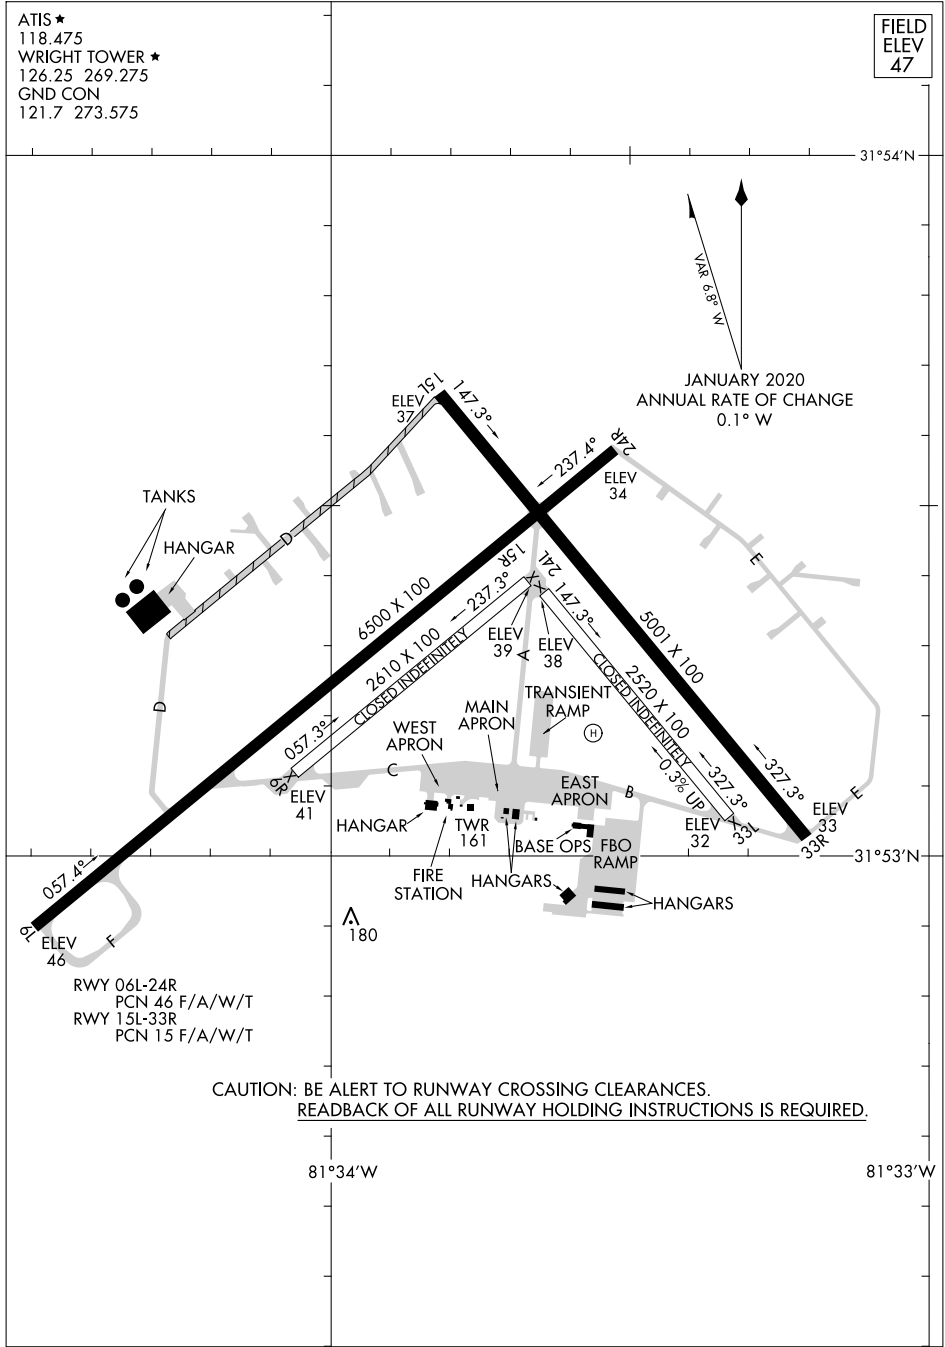 ATIS ★
118.475
WRIGHT TOWER ★
126.25 269.275
GND CON
121.7 273.575
FIELD
ELEV
47
31°54'N
VAR 6.8° W
JANUARY 2020
ANNUAL RATE OF CHANGE
0.1° W
15L
147.3°
ELEV
37
24R
237.4°
ELEV
34
TANKS
HANGAR
D
E
15R
24L
6500 X 100
237.3°
147.3°
5001 X 100
ELEV
39
ELEV
38
A
2610 X 100
CLOSED INDEFINITELY
2520 X 100
CLOSED INDEFINITELY
D
057.3°
TRANSIENT
RAMP
MAIN
APRON
WEST
APRON
H
C
6R
X
X
X
X
ELEV
41
EAST
APRON
B
0.3% UP
327.3°
327.3°
E
HANGAR
TWR
161
BASE OPS
FBO
RAMP
ELEV
32
33L
ELEV
33
33R
31°53'N
057.4°
FIRE
STATION
HANGARS
HANGARS
6L
ELEV
46
F
180
RWY 06L-24R
PCN 46 F/A/W/T
RWY 15L-33R
PCN 15 F/A/W/T
CAUTION: BE ALERT TO RUNWAY CROSSING CLEARANCES.
READBACK OF ALL RUNWAY HOLDING INSTRUCTIONS IS REQUIRED.
81°34'W
81°33'W